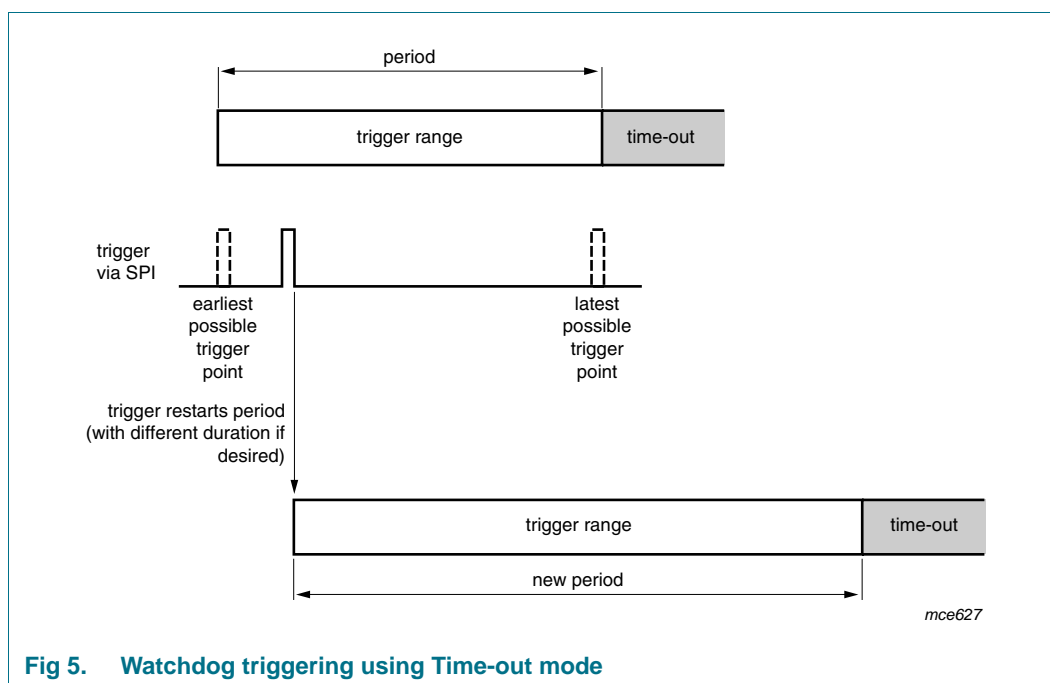 period
trigger range
time-out
trigger
via SPI
earliest
possible
trigger
point
latest
possible
trigger
point
trigger restarts period
(with different duration if
desired)
trigger range
time-out
new period
mce627
Fig 5. Watchdog triggering using Time-out mode